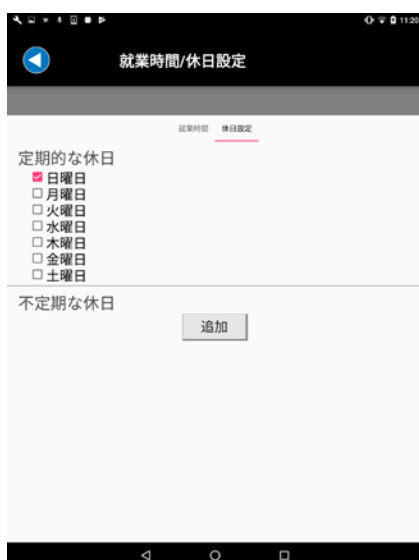 11:20
就業時間/休日設定
就業時間 休日設定
定期的な休日
日曜日
月曜日
火曜日
水曜日
木曜日
金曜日
土曜日
不定期な休日
追加